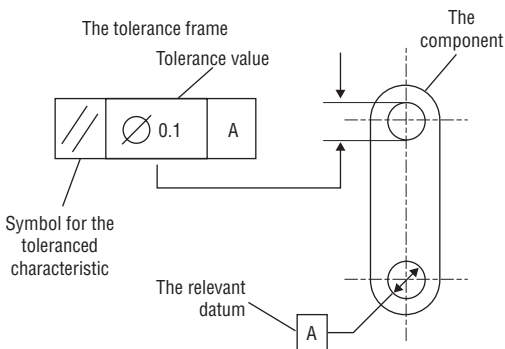 The tolerance frame
Tolerance value
The
component
⌀ 0.1
A
Symbol for the
toleranced
characteristic
The relevant
datum
A